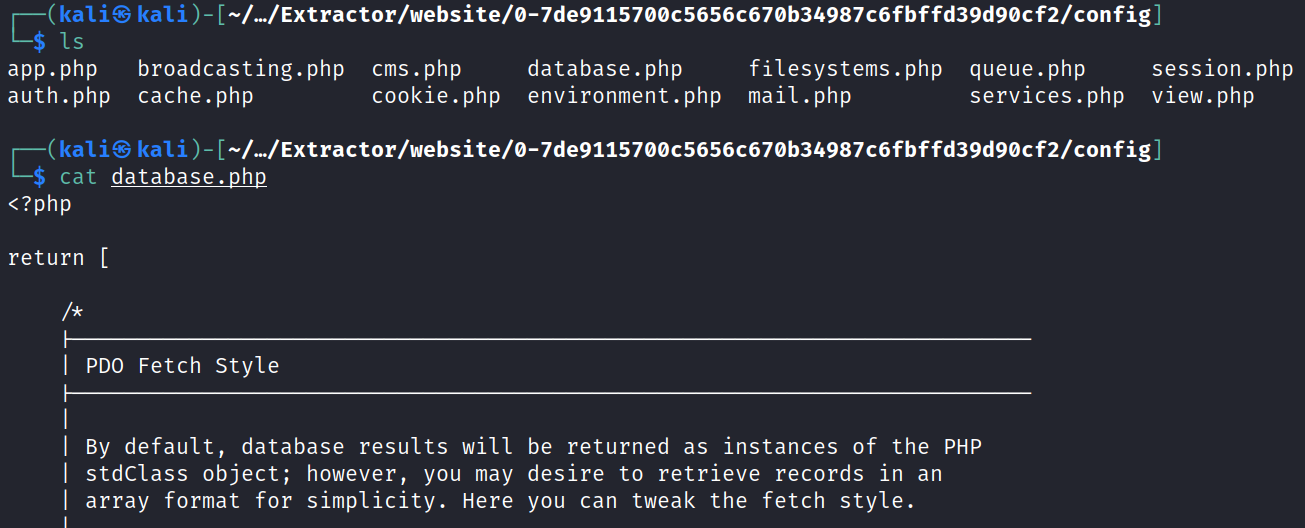 ┌──(kali㉿kali)-[~/…/Extractor/website/0-7de9115700c5656c670b34987c6fbffd39d90cf2/config]
└─$ ls
app.php broadcasting.php cms.php database.php filesystems.php queue.php session.php
auth.php cache.php cookie.php environment.php mail.php services.php view.php
┌──(kali㉿kali)-[~/…/Extractor/website/0-7de9115700c5656c670b34987c6fbffd39d90cf2/config]
└─$ cat database.php
<?php
return [
/*
| PDO Fetch Style
|
| By default, database results will be returned as instances of the PHP
| stdClass object; however, you may desire to retrieve records in an
| array format for simplicity. Here you can tweak the fetch style.
|